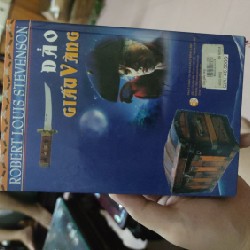 ROBERT LOUIS STEVENSON
ĐẢO
GIẤU VÀNG